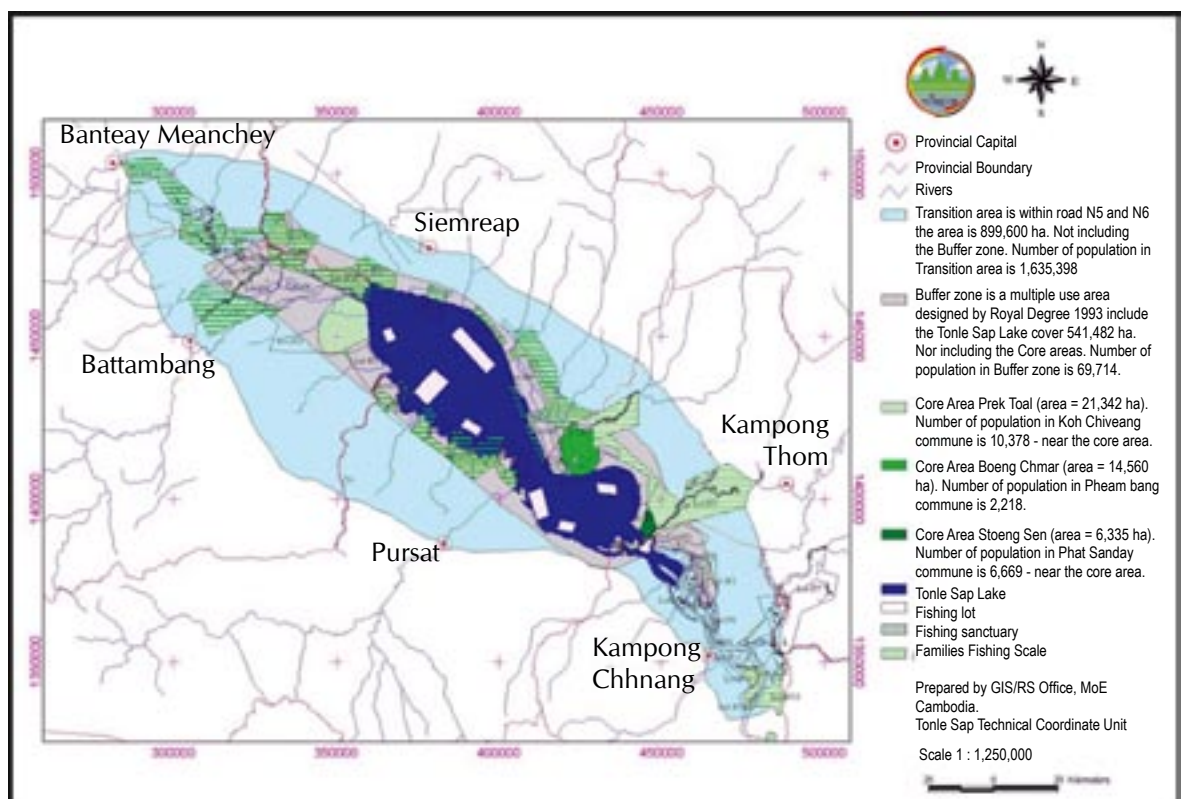 N
W E
S
300000 350000 400000 450000 500000
Banteay Meanchey
Siemreap
Battambang
Kampong
Thom
Pursat
Kampong
Chhnang
300000 350000 400000 450000 500000
Provincial Capital
Provincial Boundary
Rivers
Transition area is within road N5 and N6
the area is 899,600 ha. Not including
the Buffer zone. Number of population in
Transition area is 1,635,398
Buffer zone is a multiple use area
designed by Royal Degree 1993 include
the Tonle Sap Lake cover 541,482 ha.
Nor including the Core areas. Number of
population in Buffer zone is 69,714.
Core Area Prek Toal (area = 21,342 ha).
Number of population in Koh Chiveang
commune is 10,378 - near the core area.
Core Area Boeng Chmar (area = 14,560
ha). Number of population in Pheam bang
commune is 2,218.
Core Area Stoeng Sen (area = 6,335 ha).
Number of population in Phat Sanday
commune is 6,669 - near the core area.
Tonle Sap Lake
Fishing lot
Fishing sanctuary
Families Fishing Scale
Prepared by GIS/RS Office, MoE
Cambodia.
Tonle Sap Technical Coordinate Unit
Scale 1 : 1,250,000
Kilometers